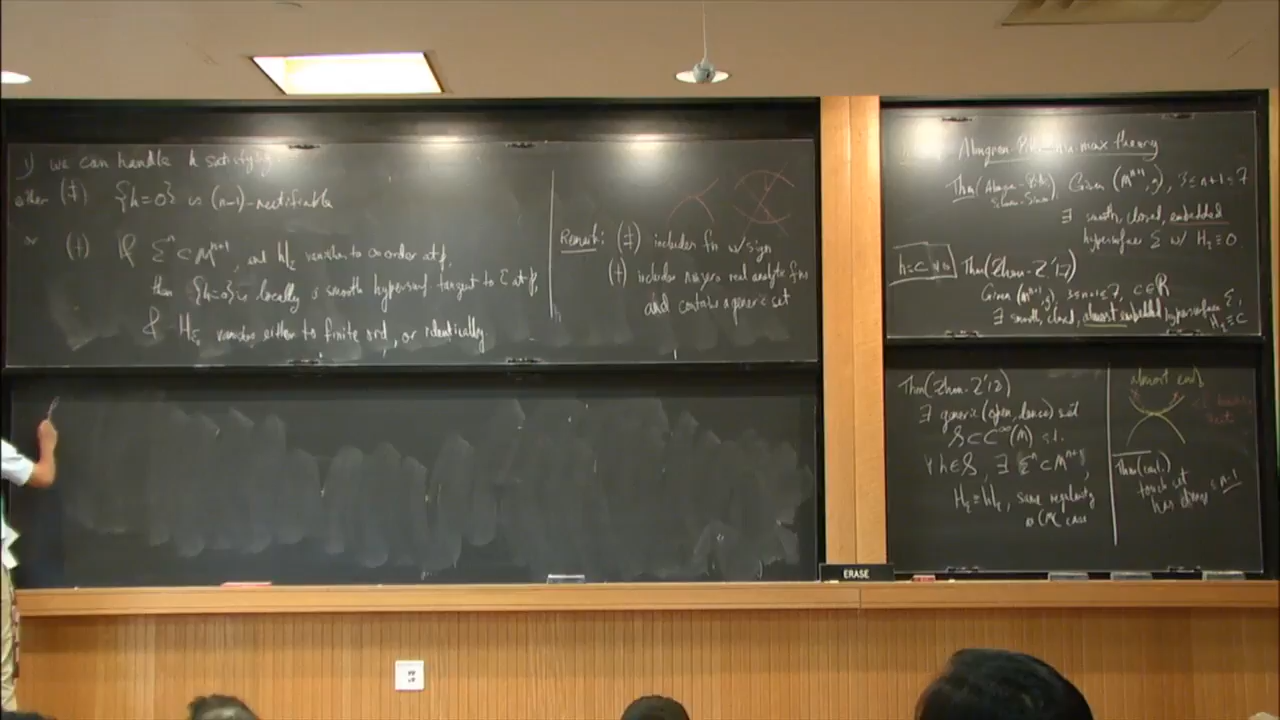 1) we can handle h satisfying
either (‡) {h=0} is (n-1)-rectifiable
or (†) If Σⁿ⊂Mⁿ⁺¹, and h|_Σ vanishes to ∞ order at p,
then {h=0} is locally a smooth hypersurf tangent to Σ at p,
& H_Σ vanishes either to finite ord, or identically
Remark: (‡) includes fn w/ sign
(†) includes nonzero real analytic fns
and contains a generic set
Almgren-Pitts min-max theory
Thm (Almgren-Pitts, Schoen-Simon) Given (Mⁿ⁺¹,g), 3≤n+1≤7
∃ smooth, closed, embedded
hypersurface Σ w/ H_Σ≡0.
h≡C
Thm (Zhou-Z'17)
Given (Mⁿ⁺¹,g), 3≤n+1≤7, c∈ℝ
∃ smooth, closed, almost embedded hypersurface Σ,
H_Σ≡C
Thm (Zhou-Z'18)
∃ generic (open, dense) set
𝒮⊂C^∞(M) s.t.
∀h∈𝒮, ∃ Σⁿ⊂Mⁿ⁺¹,
H_Σ≡h|_Σ, same regularity
as CMC case
almost emb
Thm (cont.)
touch set
has dim ≤ n-1
ERASE